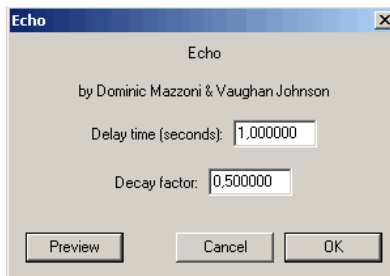 Echo
Echo
by Dominic Mazzoni & Vaughan Johnson
Delay time (seconds): 1,000000
Decay factor: 0,500000
Preview Cancel OK